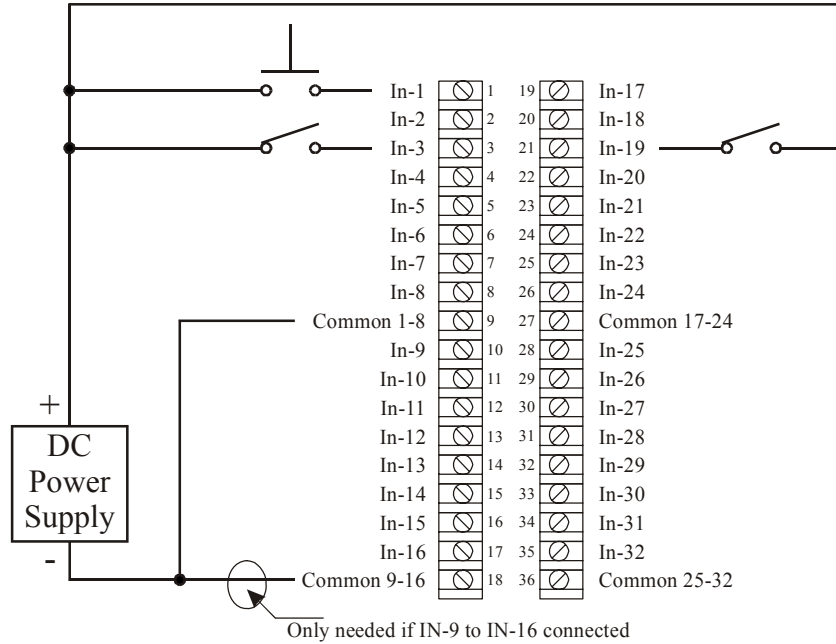 In-1 1 19 In-17
In-2 2 20 In-18
In-3 3 21 In-19
In-4 4 22 In-20
In-5 5 23 In-21
In-6 6 24 In-22
In-7 7 25 In-23
In-8 8 26 In-24
Common 1-8 9 27 Common 17-24
In-9 10 28 In-25
In-10 11 29 In-26
In-11 12 30 In-27
In-12 13 31 In-28
In-13 14 32 In-29
In-14 15 33 In-30
In-15 16 34 In-31
In-16 17 35 In-32
Common 9-16 18 36 Common 25-32
+
DC
Power
Supply
-
Only needed if IN-9 to IN-16 connected